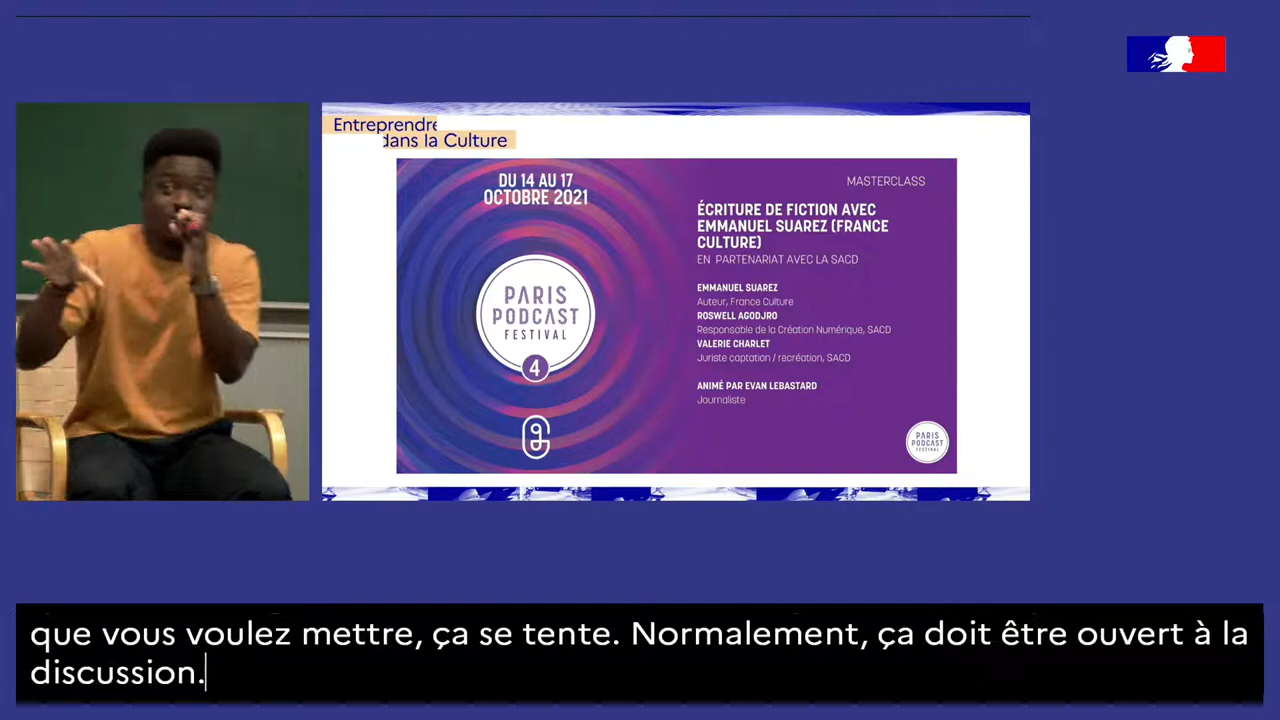 Entreprendre
dans la Culture
DU 14 AU 17
OCTOBRE 2021
PARIS
PODCAST
FESTIVAL
4
MASTERCLASS
ÉCRITURE DE FICTION AVEC
EMMANUEL SUAREZ (FRANCE
CULTURE)
EN PARTENARIAT AVEC LA SACD
EMMANUEL SUAREZ
Auteur, France Culture
ROSWELL AGODJRO
Responsable de la Création Numérique, SACD
VALERIE CHARLET
Juriste captation / recréation, SACD
ANIMÉ PAR EVAN LEBASTARD
Journaliste
PARIS
PODCAST
FESTIVAL
que vous voulez mettre, ça se tente. Normalement, ça doit être ouvert à la
discussion.